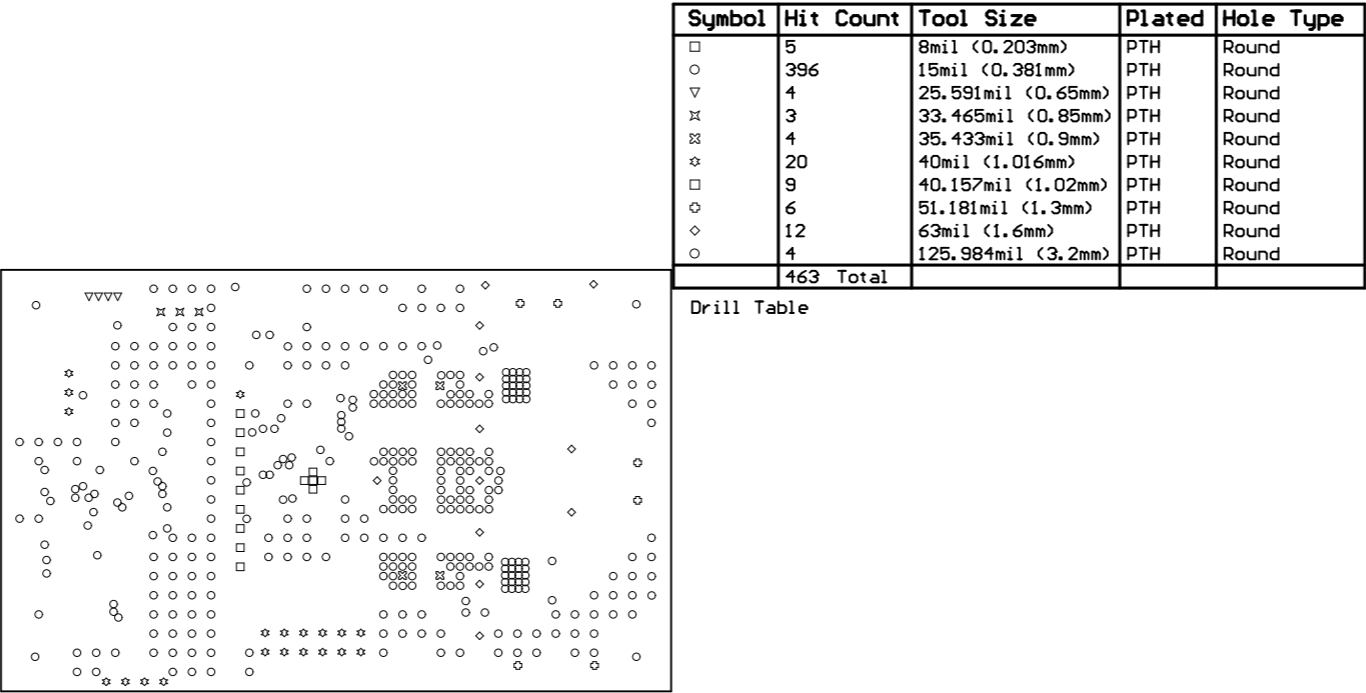 Symbol Hit Count Tool Size Plated Hole Type
5 8mil (0.203mm) PTH Round
396 15mil (0.381mm) PTH Round
4 25.591mil (0.65mm) PTH Round
3 33.465mil (0.85mm) PTH Round
4 35.433mil (0.9mm) PTH Round
20 40mil (1.016mm) PTH Round
9 40.157mil (1.02mm) PTH Round
6 51.181mil (1.3mm) PTH Round
12 63mil (1.6mm) PTH Round
4 125.984mil (3.2mm) PTH Round
463 Total
Drill Table